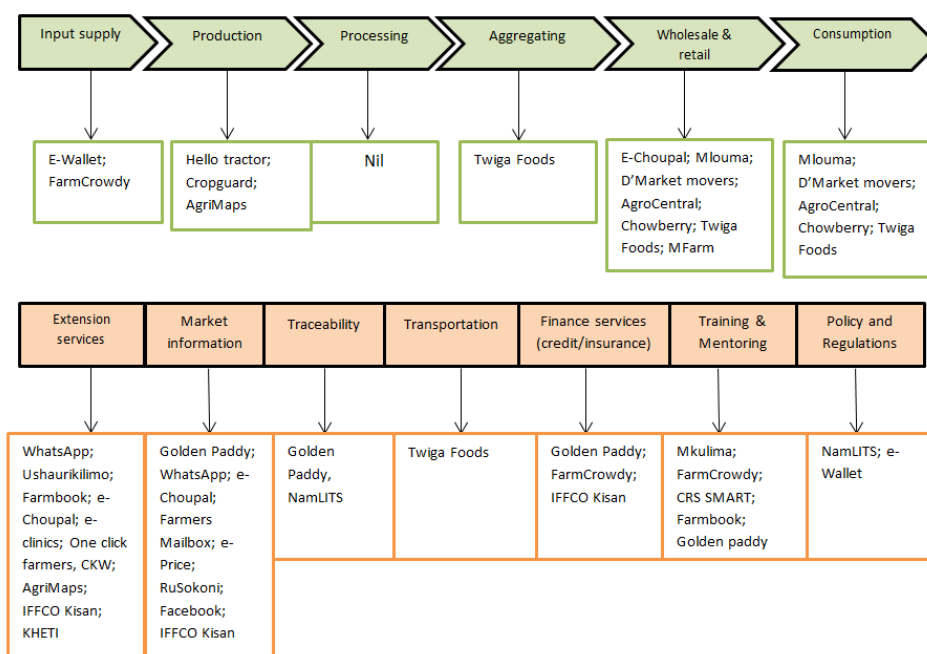 Input supply
Production
Processing
Aggregating
Wholesale &
retail
Consumption
E-Wallet;
FarmCrowdy
Hello tractor;
Cropguard;
AgriMaps
Nil
Twiga Foods
E-Choupal; Mlouma;
D'Market movers;
AgroCentral;
Chowberry; Twiga
Foods; MFarm
Mlouma;
D'Market movers;
AgroCentral;
Chowberry; Twiga
Foods
Extension
services
Market
information
Traceability
Transportation
Finance services
(credit/insurance)
Training &
Mentoring
Policy and
Regulations
WhatsApp;
Ushaurikilimo;
Farmbook; e-
Choupal; e-
clinics; One click
farmers, CKW;
AgriMaps;
IFFCO Kisan;
KHETI
Golden Paddy;
WhatsApp; e-
Choupal;
Farmers
Mailbox; e-
Price;
RuSokoni;
Facebook;
IFFCO Kisan
Golden
Paddy,
NamLITS
Twiga Foods
Golden Paddy;
FarmCrowdy;
IFFCO Kisan
Mkulima;
FarmCrowdy;
CRS SMART;
Farmbook;
Golden paddy
NamLITS; e-
Wallet